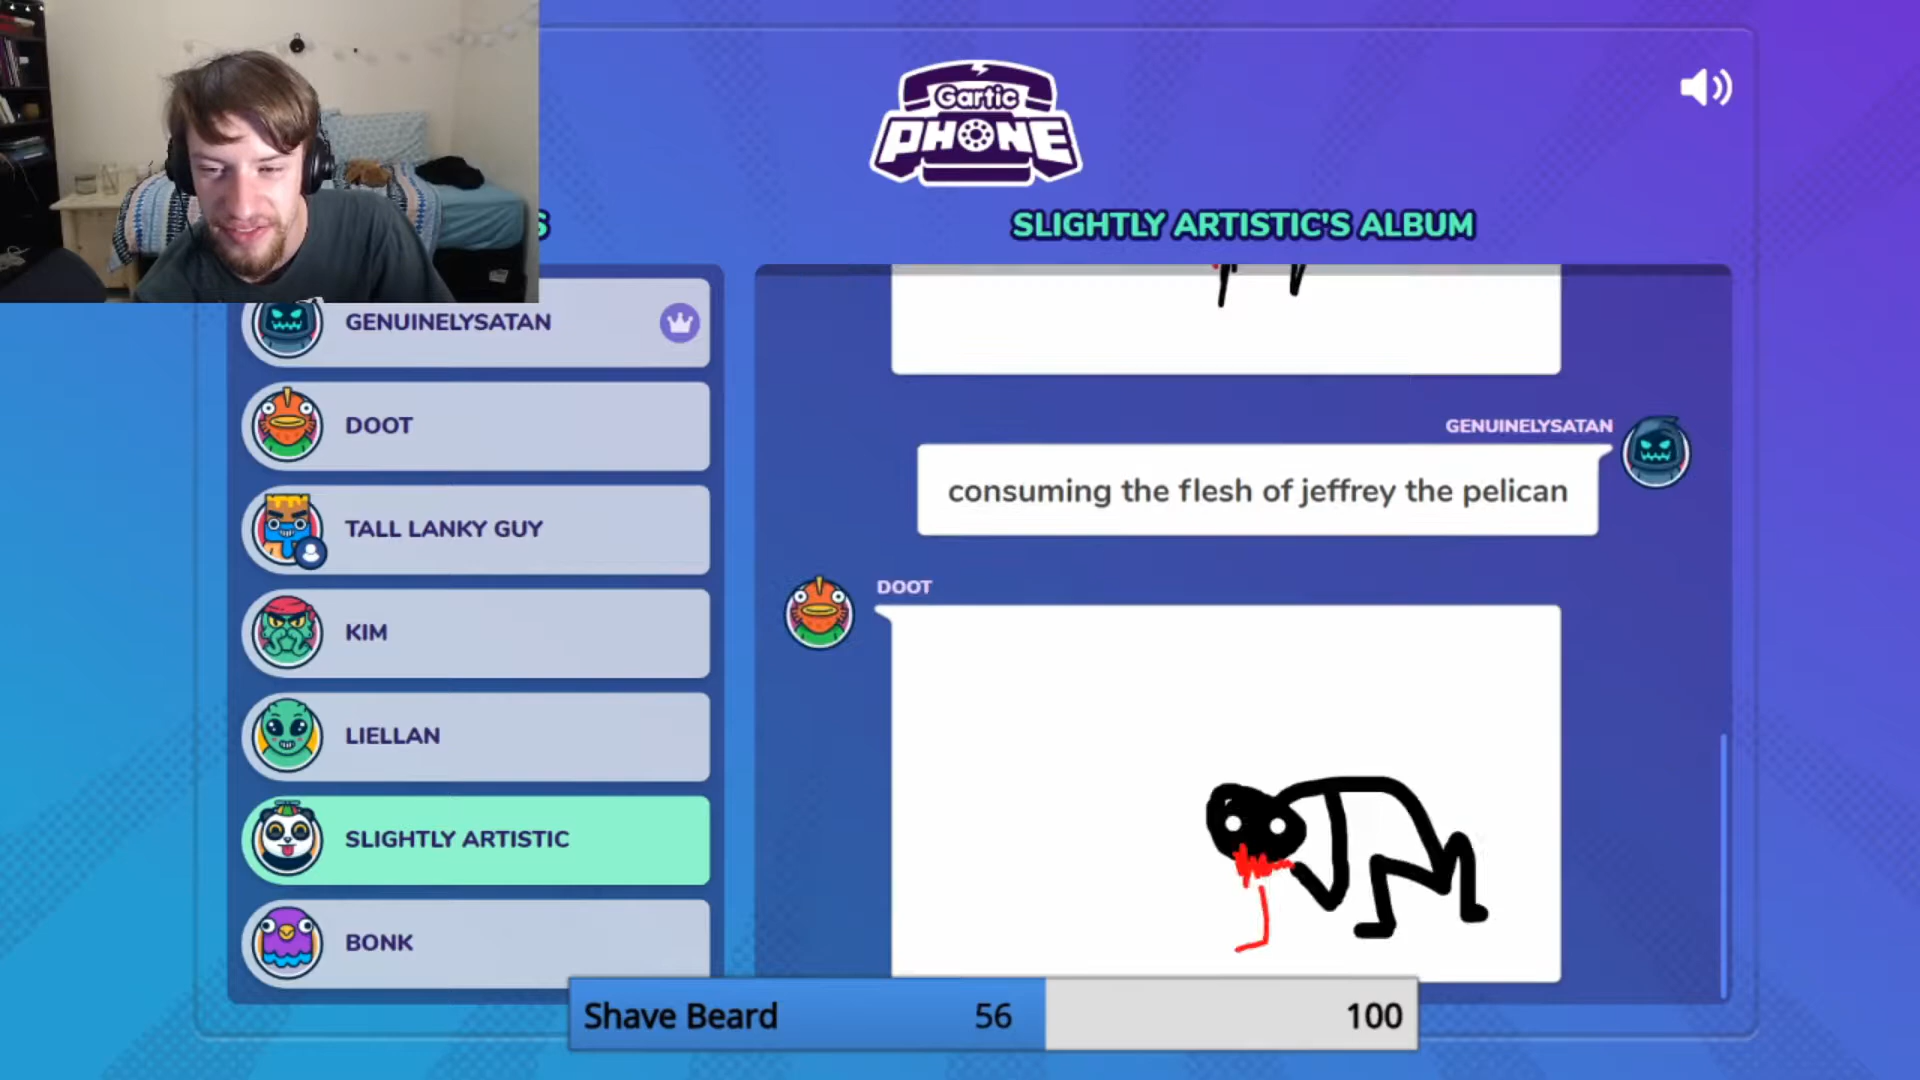 Gartic
PHONE
S
SLIGHTLY ARTISTIC'S ALBUM
GENUINELYSATAN
DOOT
TALL LANKY GUY
KIM
LIELLAN
SLIGHTLY ARTISTIC
BONK
GENUINELYSATAN
consuming the flesh of jeffrey the pelican
DOOT
Shave Beard 56 100